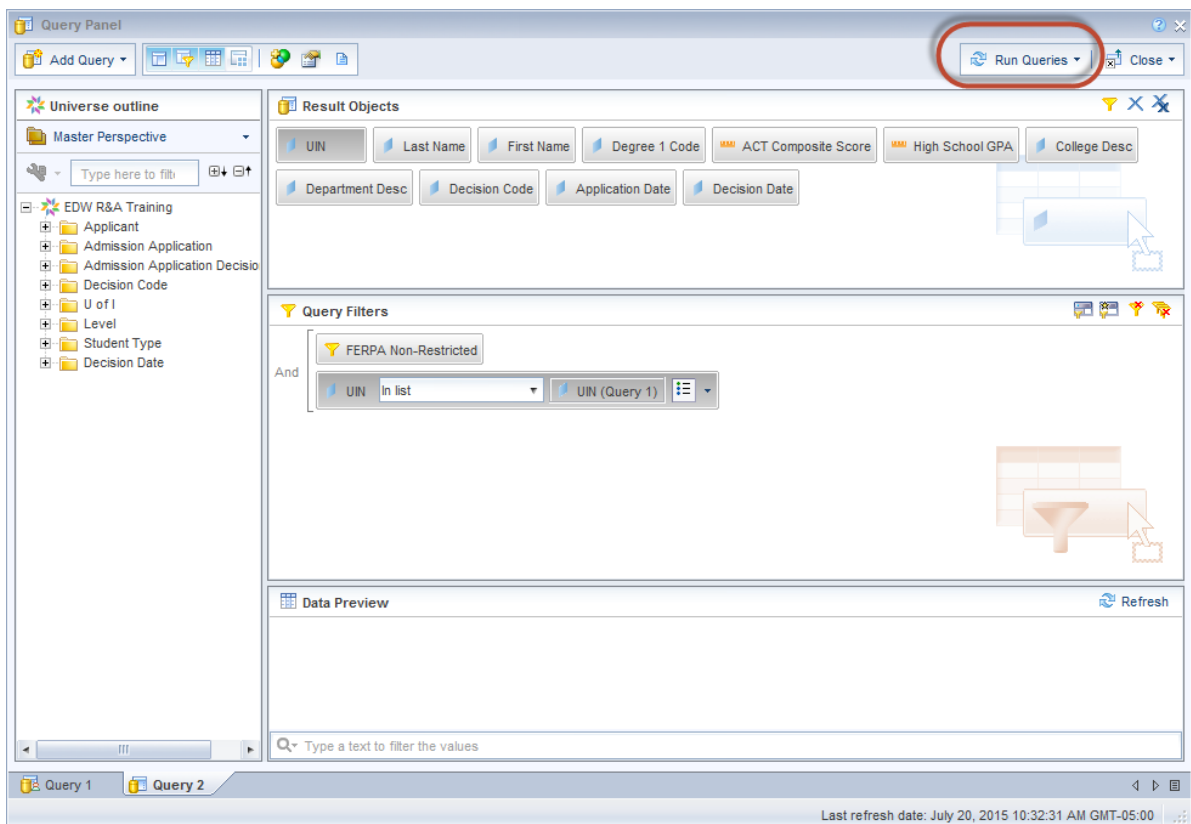 Query Panel
Add Query
Run Queries
Close
Universe outline
Master Perspective
Type here to filt
EDW R&A Training
Applicant
Admission Application
Admission Application Decisio
Decision Code
U of I
Level
Student Type
Decision Date
Result Objects
UIN Last Name First Name Degree 1 Code ACT Composite Score High School GPA College Desc
Department Desc Decision Code Application Date Decision Date
Query Filters
And
FERPA Non-Restricted
UIN In list UIN (Query 1)
Data Preview
Refresh
Type a text to filter the values
Query 1 Query 2
Last refresh date: July 20, 2015 10:32:31 AM GMT-05:00